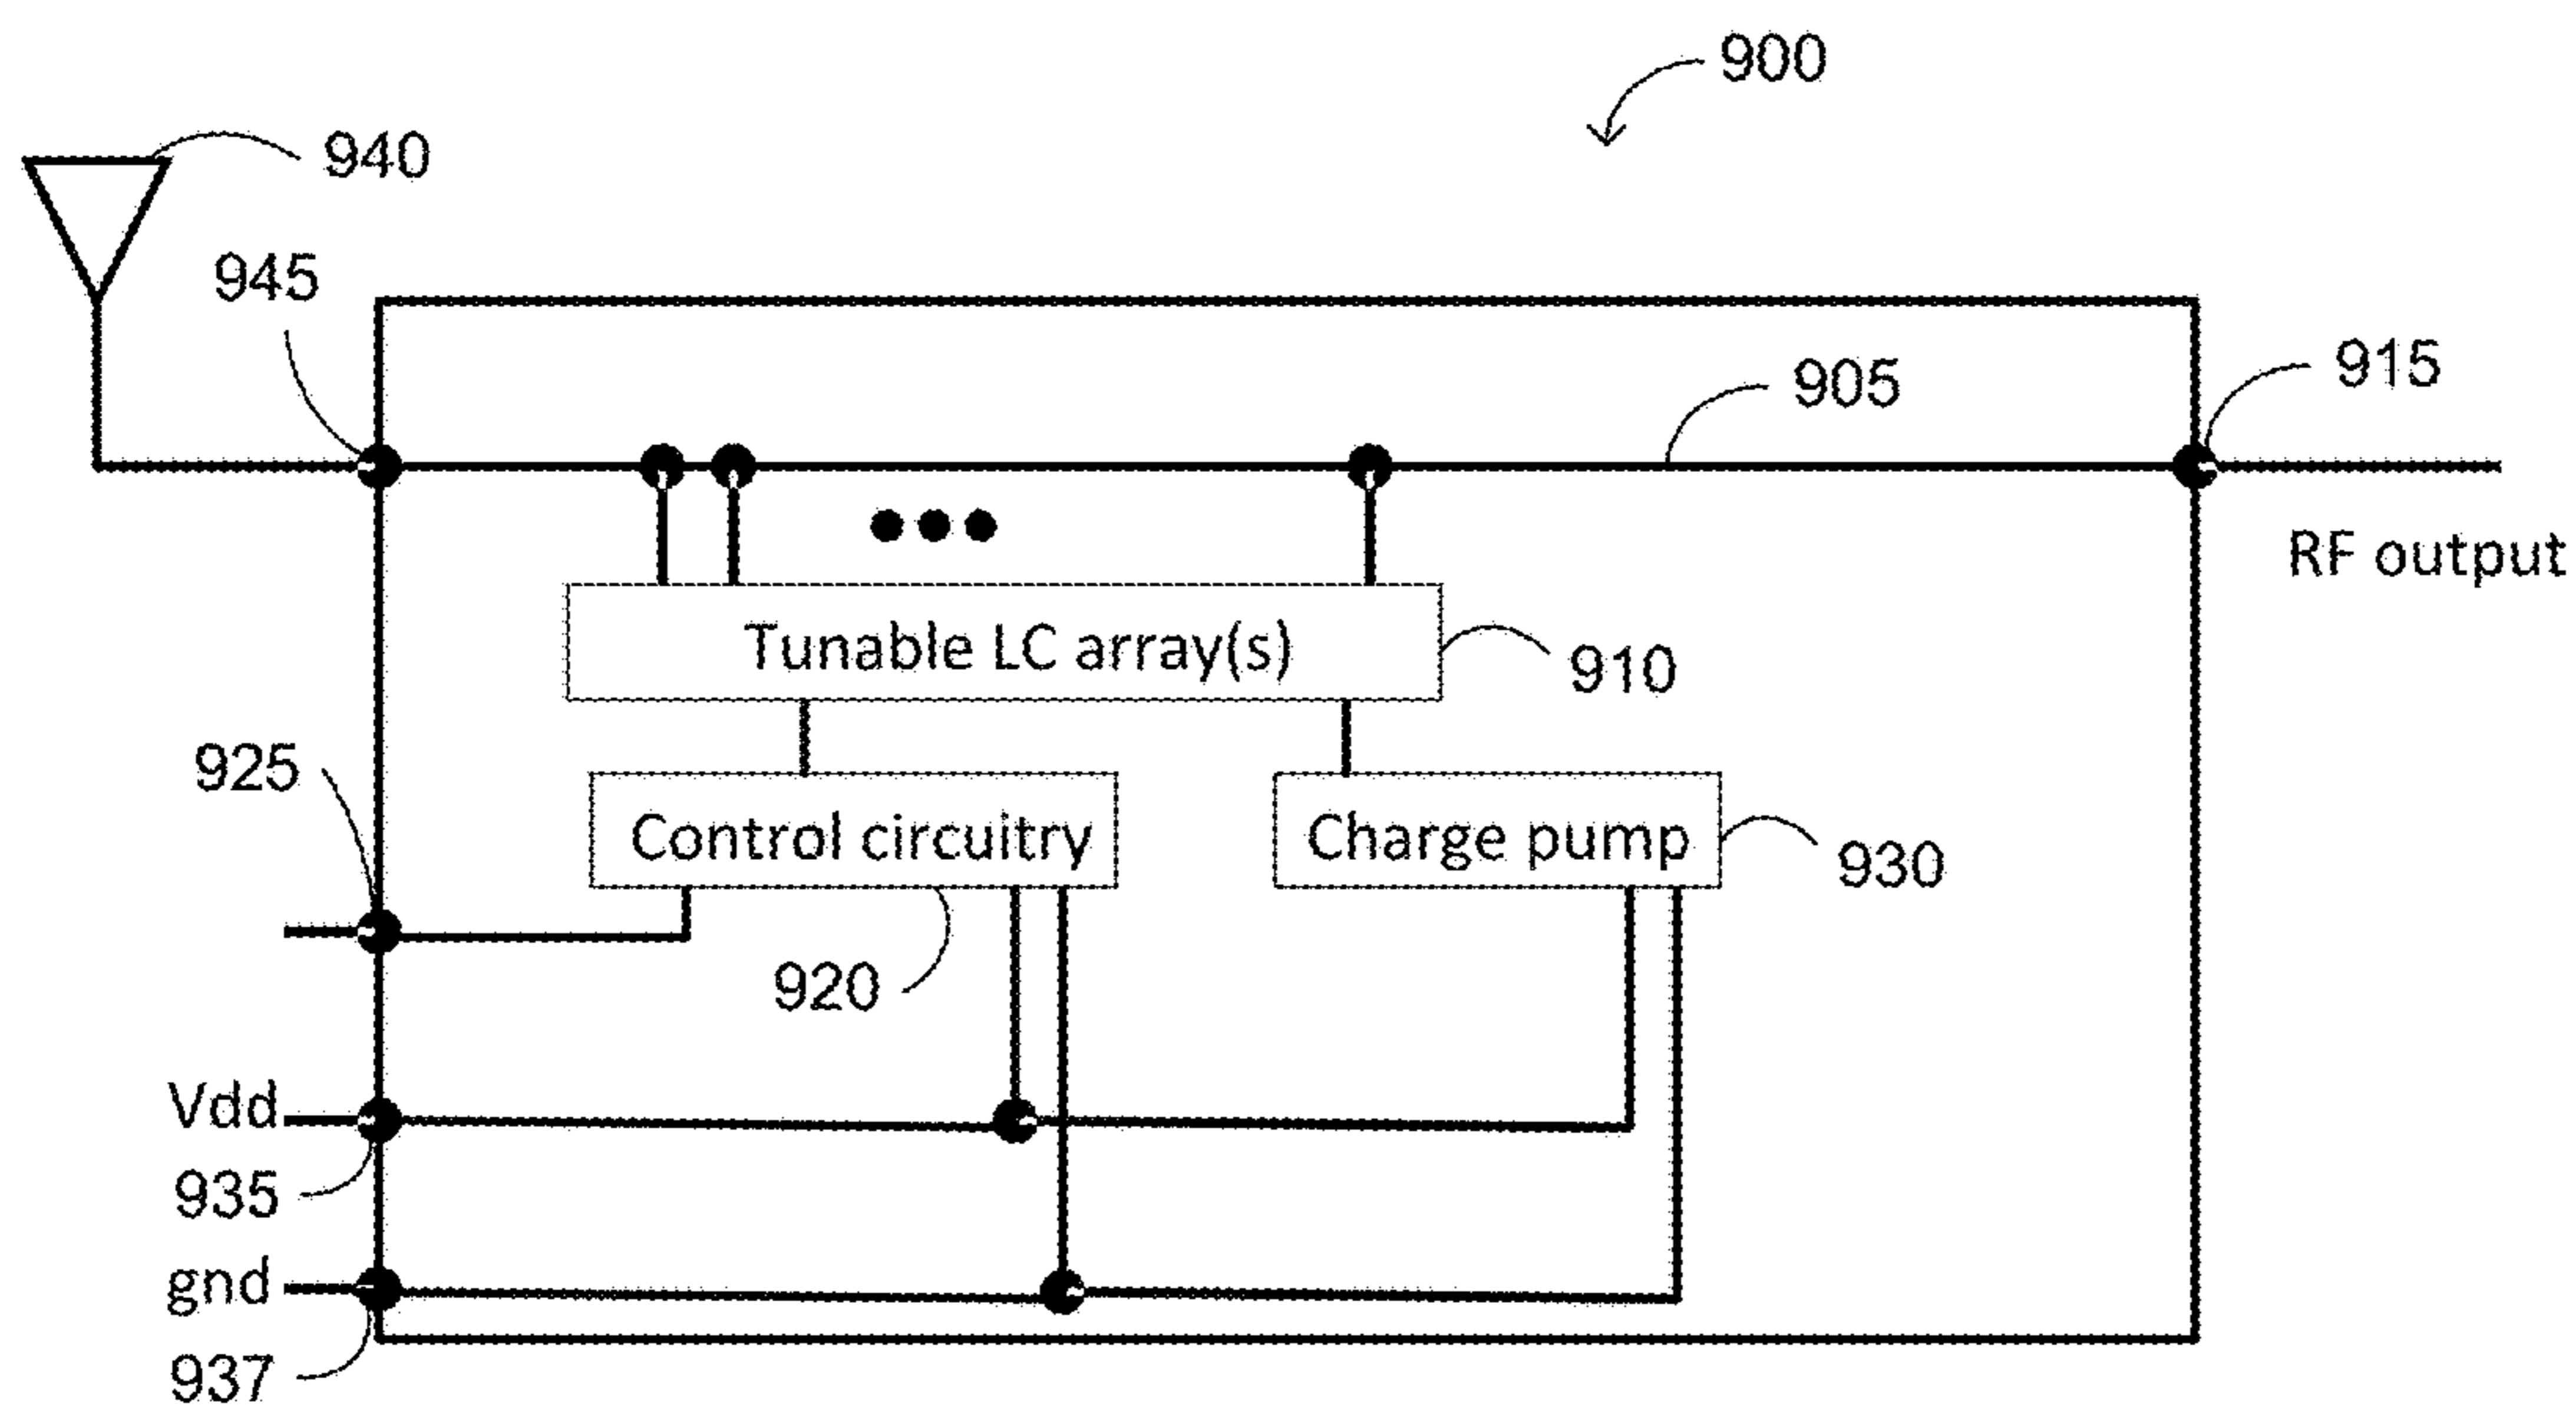 900
940
945
905
915
RF output
Tunable LC array(s)
910
925
Control circuitry
Charge pump
930
920
Vdd
935
gnd
937